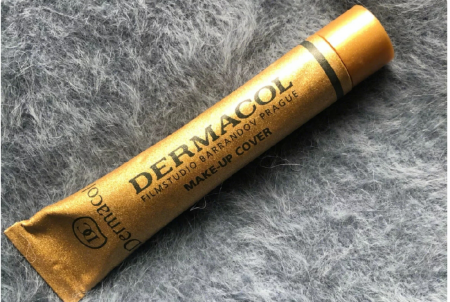 DERMACOL
FILMSTUDIO BARRANDOV PRAGUE
MAKE-UP COVER
Dermacol